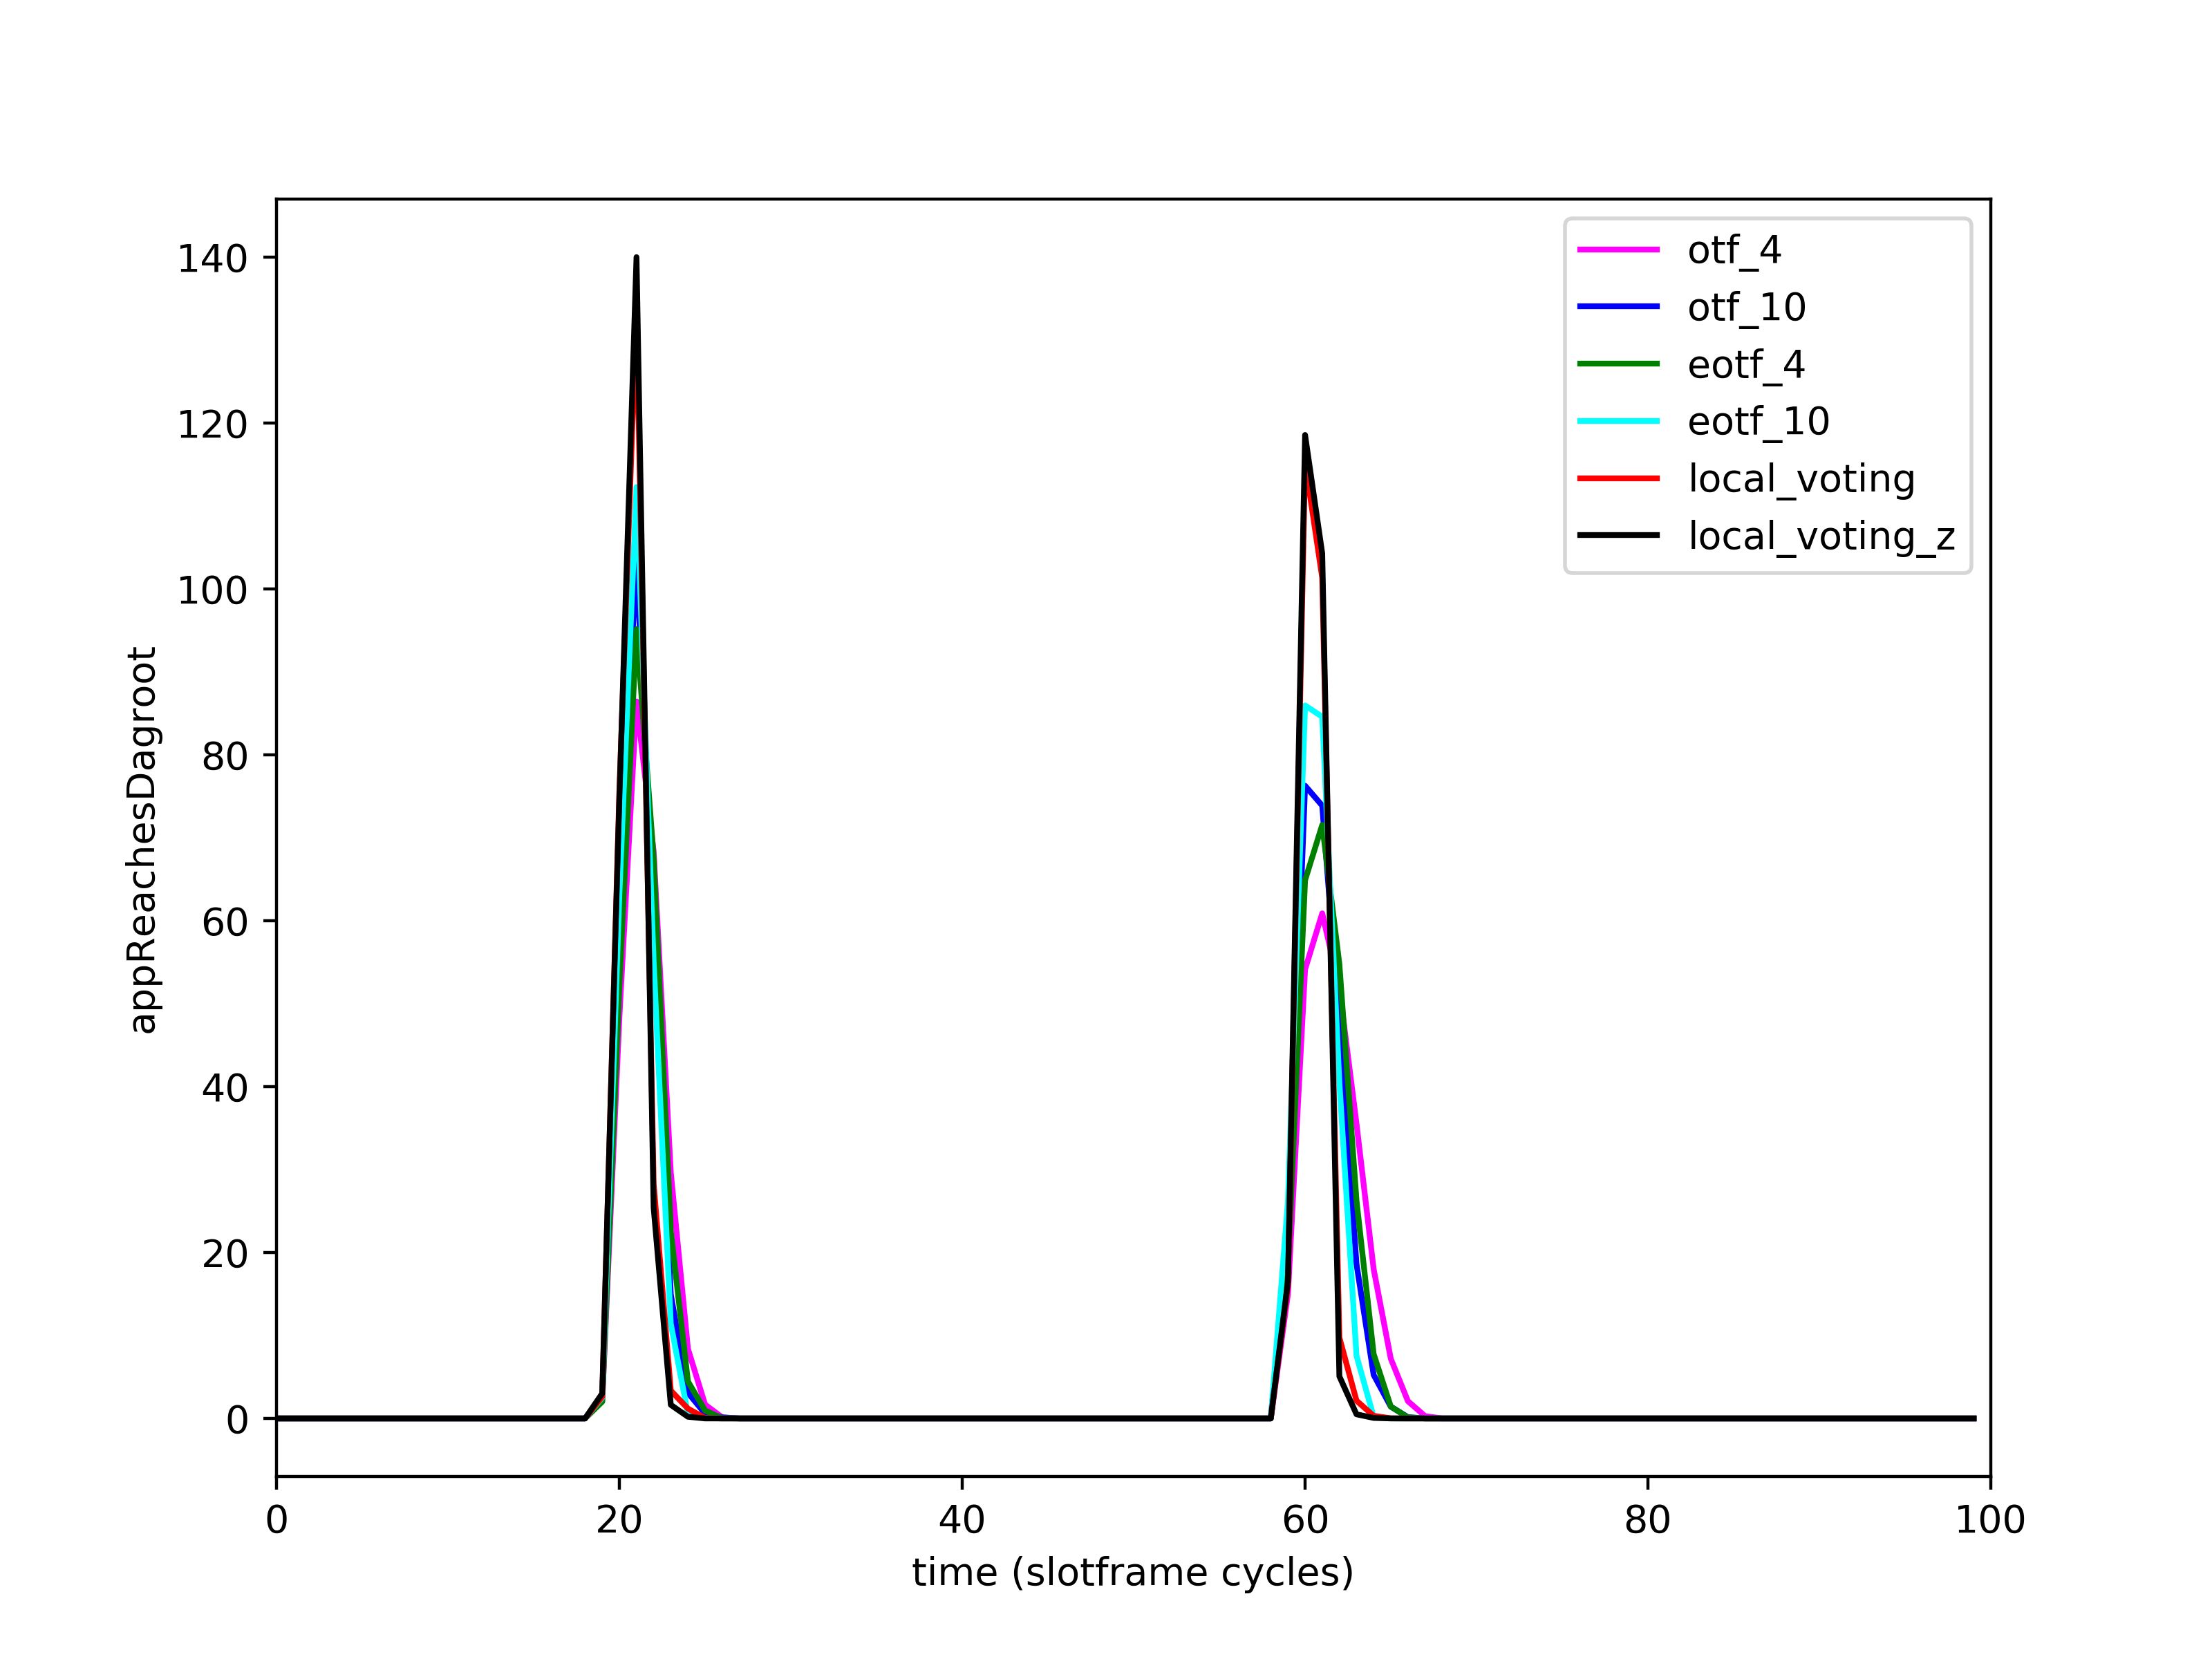 otf_4
otf_10
eotf_4
eotf_10
local_voting
local_voting_z
appReachesDagroot
140
120
100
80
60
40
20
0
0 20 40 60 80 100
time (slotframe cycles)